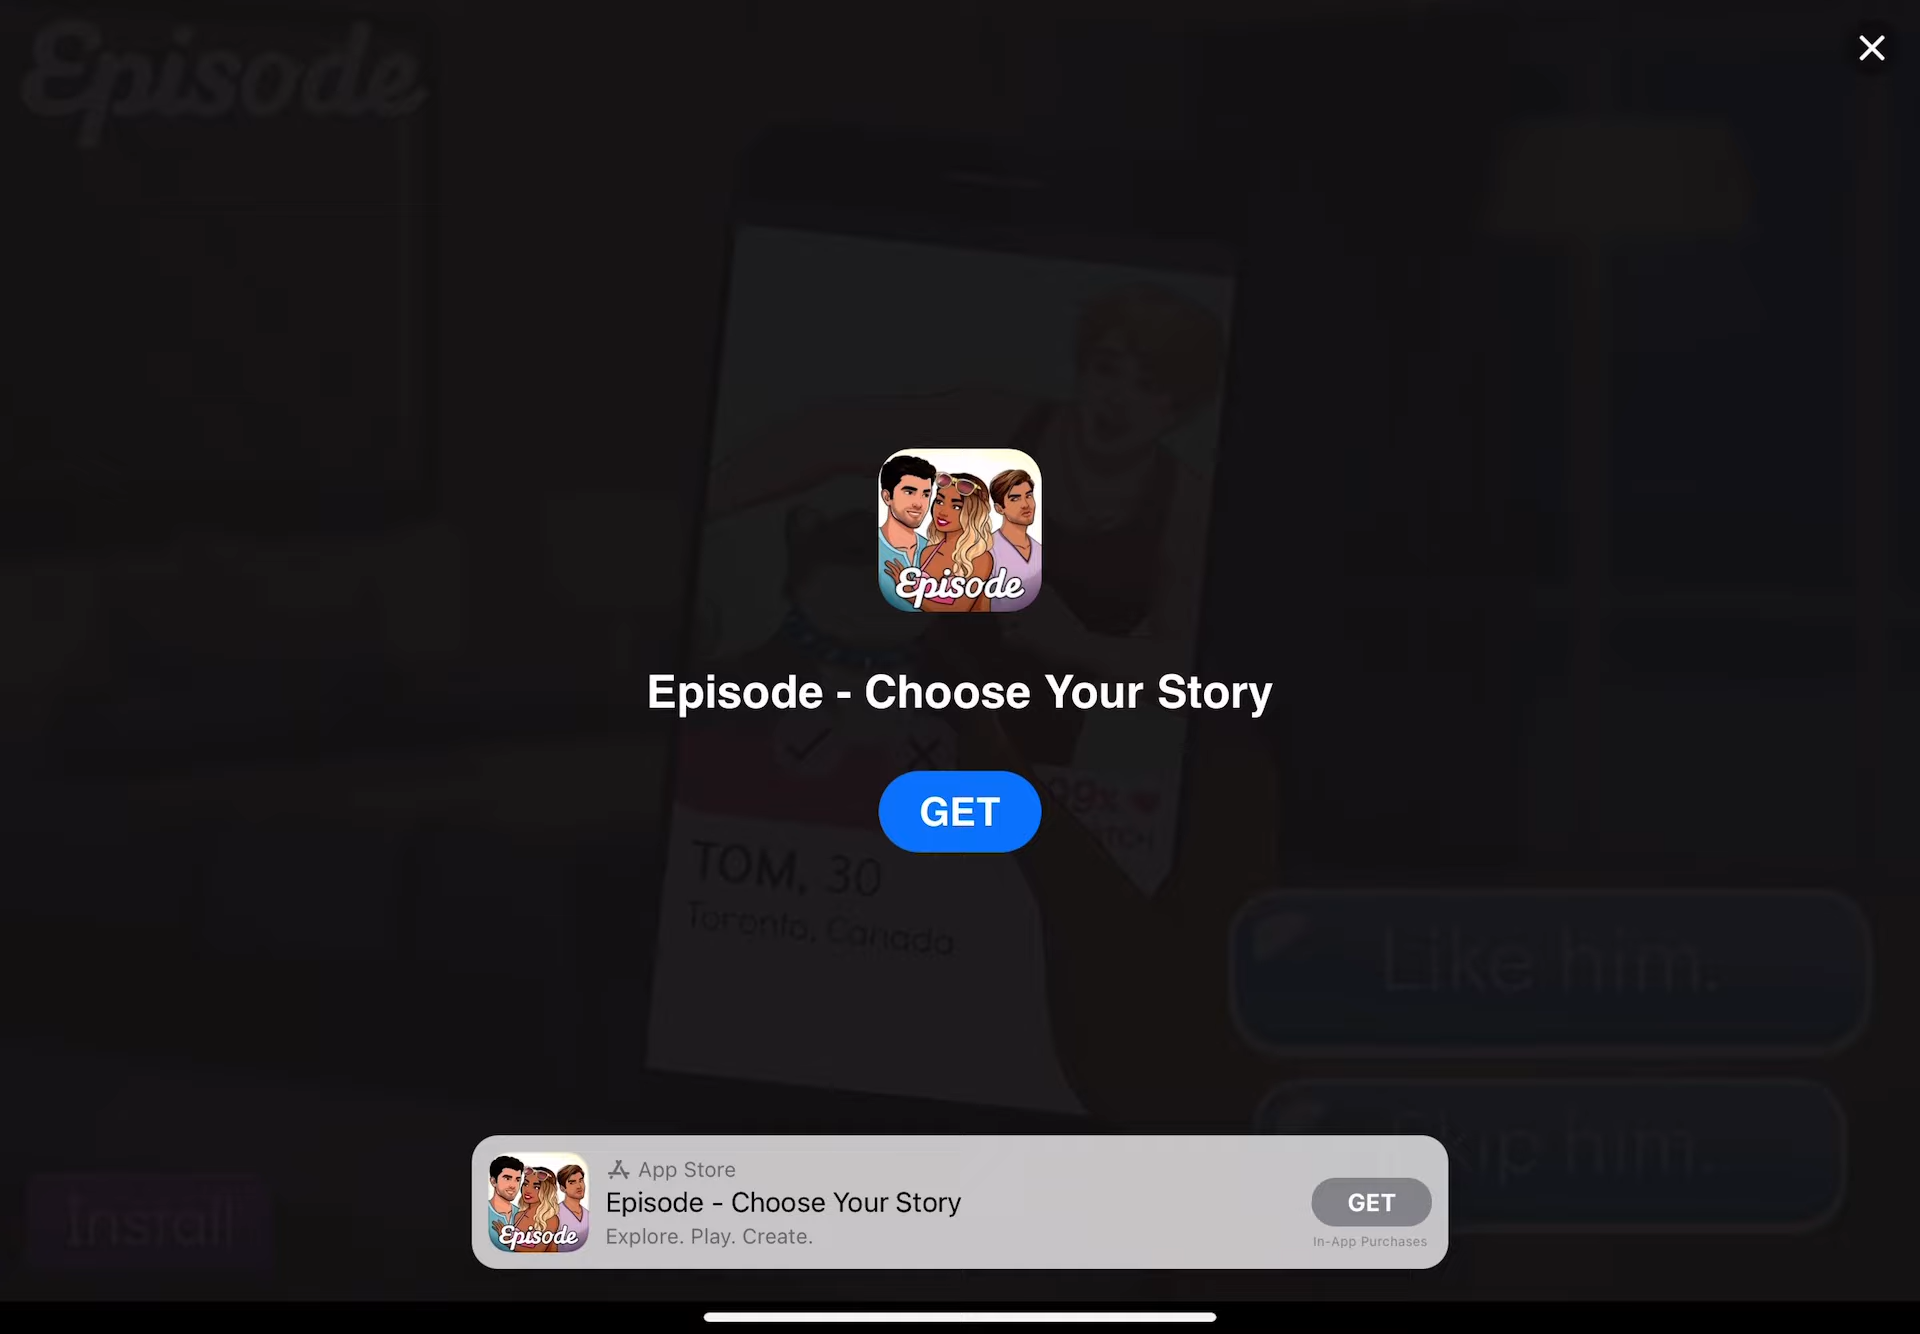 Episode
Episode
Episode - Choose Your Story
GET
99%
TOM, 30
Toronto, Canada
Like him.
Skip him.
App Store
Episode - Choose Your Story
Explore. Play. Create.
Episode
GET
In-App Purchases
Install